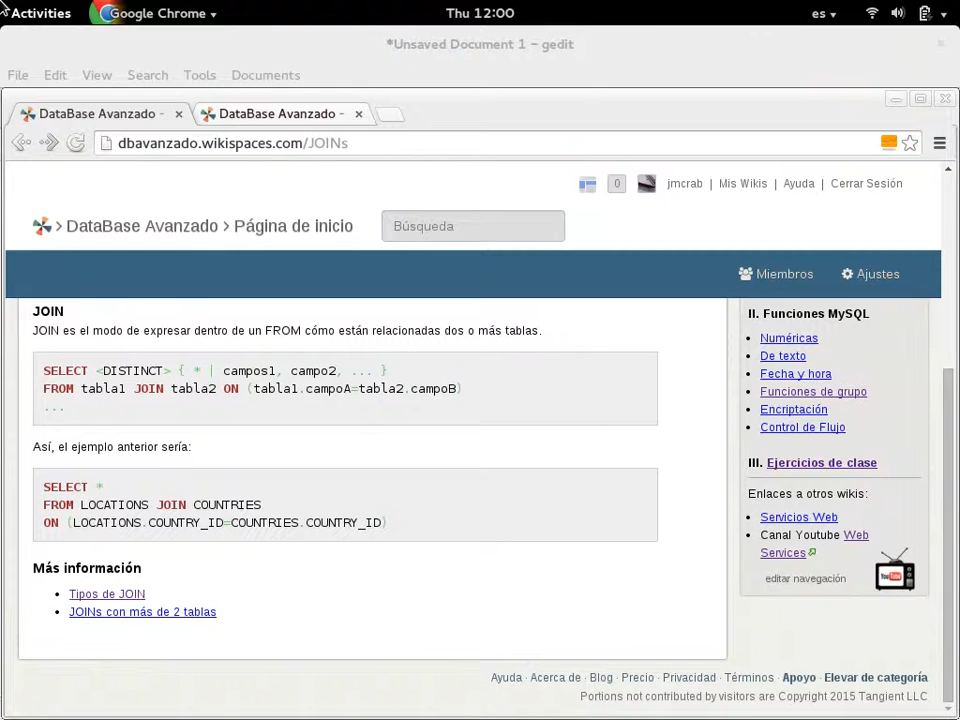 Activities Google Chrome Thu 12:00 es
*Unsaved Document 1 - gedit
File Edit View Search Tools Documents
DataBase Avanzado - DataBase Avanzado -
dbavanzado.wikispaces.com/JOINs
0 jmcrab | Mis Wikis | Ayuda | Cerrar Sesión
> DataBase Avanzado > Página de inicio Búsqueda
Miembros Ajustes
JOIN
JOIN es el modo de expresar dentro de un FROM cómo están relacionadas dos o más tablas.
SELECT <DISTINCT> { * | campos1, campo2, ... }
FROM tabla1 JOIN tabla2 ON (tabla1.campoA=tabla2.campoB)
...
Así, el ejemplo anterior sería:
SELECT *
FROM LOCATIONS JOIN COUNTRIES
ON (LOCATIONS.COUNTRY_ID=COUNTRIES.COUNTRY_ID)
Más información
• Tipos de JOIN
• JOINs con más de 2 tablas
II. Funciones MySQL
• Numéricas
• De texto
• Fecha y hora
• Funciones de grupo
• Encriptación
• Control de Flujo
III. Ejercicios de clase
Enlaces a otros wikis:
• Servicios Web
• Canal Youtube Web
Services
editar navegación
YouTube
Ayuda · Acerca de · Blog · Precio · Privacidad · Términos · Apoyo · Elevar de categoría
Portions not contributed by visitors are Copyright 2015 Tangient LLC